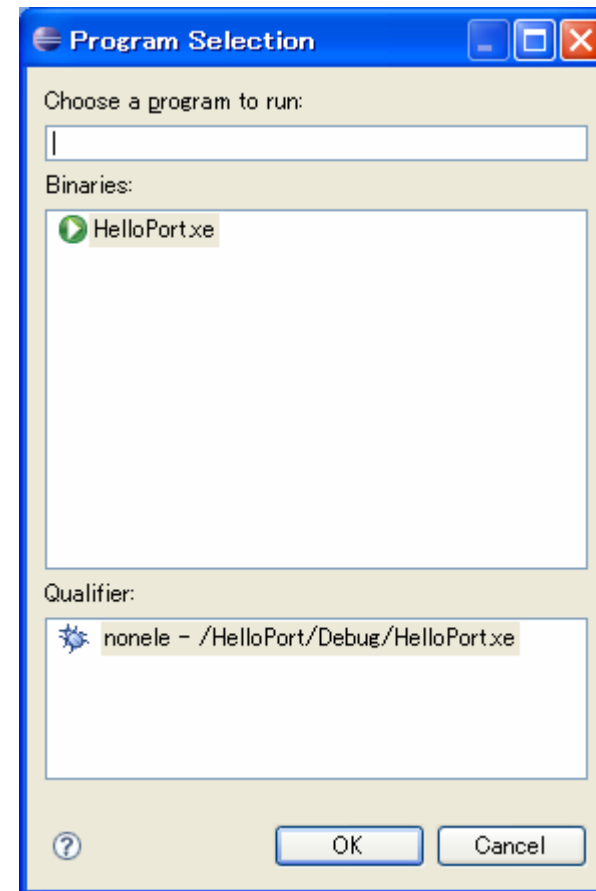 Program Selection
Choose a program to run:
Binaries:
HelloPort.xe
Qualifier:
nonele - /HelloPort/Debug/HelloPort.xe
?
OK
Cancel